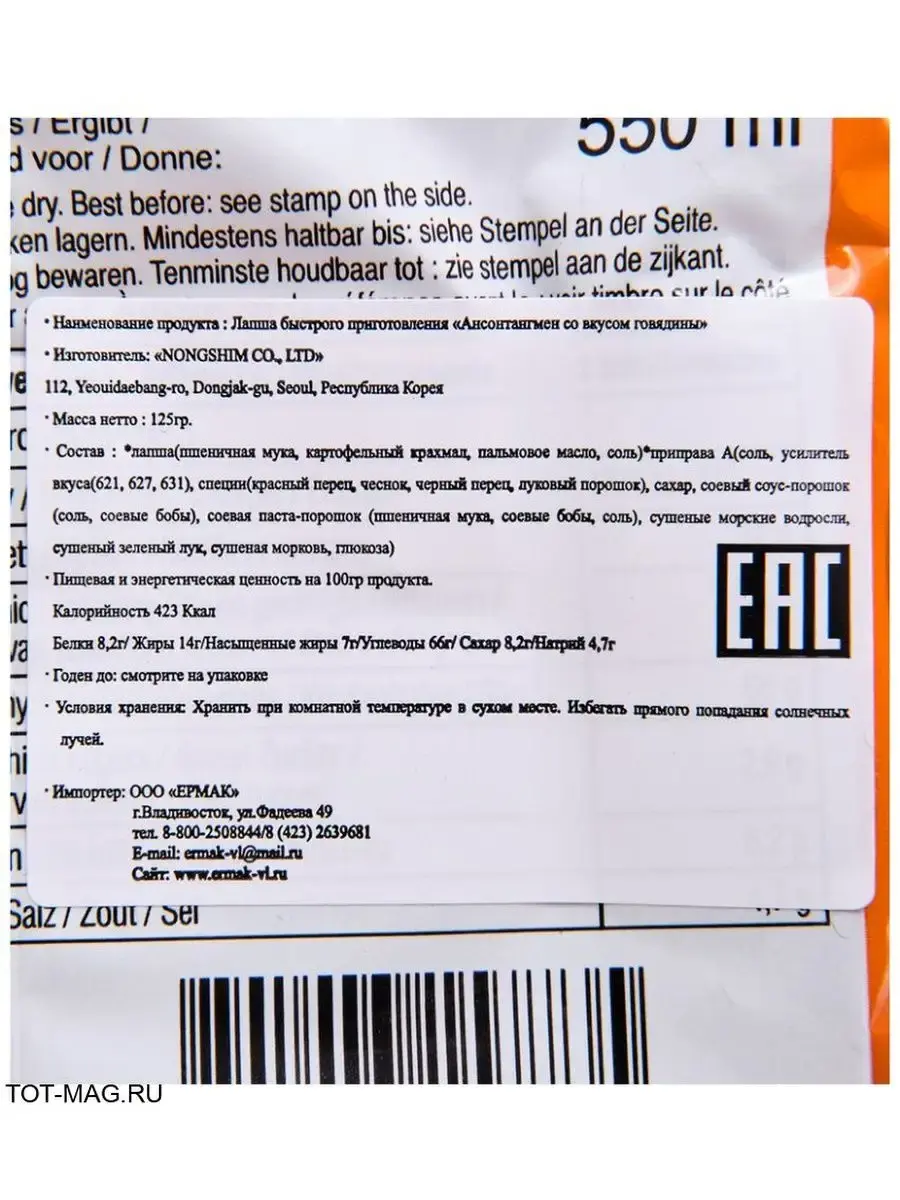 s / Ergibt /
550 ml
d voor / Donne:
dry. Best before: see stamp on the side.
ken lagern. Mindestens haltbar bis: siehe Stempel an der Seite.
og bewaren. Tenminste houdbaar tot : zie stempel aan de zijkant.
voir timbre sur le côté
· Наименование продукта : Лапша быстрого приготовления «Ансонтангмен со вкусом говядины»
· Изготовитель: «NONGSHIM CO., LTD»
112, Yeouidaebang-ro, Dongjak-gu, Seoul, Республика Корея
· Масса нетто : 125гр.
· Состав : *лапша(пшеничная мука, картофельный крахмал, пальмовое масло, соль)*приправа А(соль, усилитель
вкуса(621, 627, 631), специи(красный перец, чеснок, черный перец, луковый порошок), сахар, соевый соус-порошок
(соль, соевые бобы), соевая паста-порошок (пшеничная мука, соевые бобы, соль), сушеные морские водросли,
сушеный зеленый лук, сушеная морковь, глюкоза)
· Пищевая и энергетическая ценность на 100гр продукта.
Калорийность 423 Ккал
Белки 8,2г/ Жиры 14г/Насыщенные жиры 7г/Углеводы 66г/ Сахар 8,2г/Натрий 4,7г
EAC
· Годен до: смотрите на упаковке
· Условия хранения: Хранить при комнатной температуре в сухом месте. Избегать прямого попадания солнечных
лучей.
· Импортер: ООО «ЕРМАК»
г.Владивосток, ул.Фадеева 49
тел. 8-800-2508844/8 (423) 2639681
E-mail: ermak-vl@mail.ru
Сайт: www.ermak-vl.ru
Salz / Zout / Sel
TOT-MAG.RU